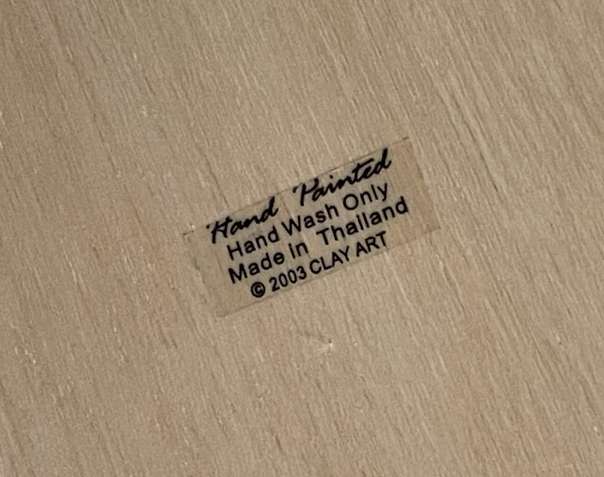 Hand Painted
Hand Wash Only
Made in Thailand
© 2003 CLAY ART